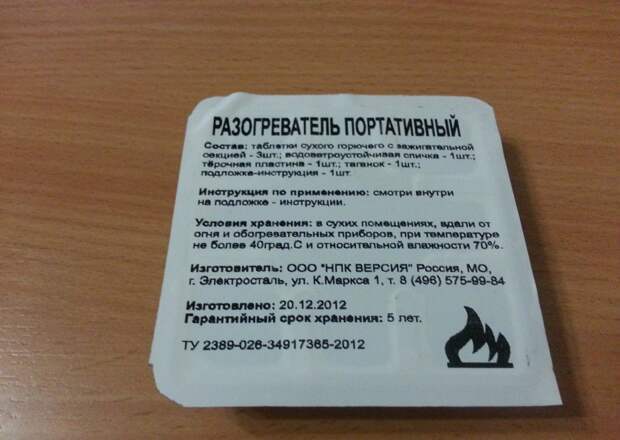 РАЗОГРЕВАТЕЛЬ ПОРТАТИВНЫЙ
Состав: таблетки сухого горючего с зажигательной
секцией - 3шт.; водоветроустойчивая спичка - 1шт.;
тёрочная пластина - 1шт.; таганок - 1шт.;
подложка-инструкция - 1шт.
Инструкция по применению: смотри внутри
на подложке - инструкции.
Условия хранения: в сухих помещениях, вдали от
огня и обогревательных приборов, при температуре
не более 40град.С и относительной влажности 70%.
Изготовитель: ООО "НПК ВЕРСИЯ" Россия, МО,
г. Электросталь, ул. К.Маркса 1, т. 8 (496) 575-99-84
Изготовлено: 20.12.2012
Гарантийный срок хранения: 5 лет.
ТУ 2389-026-34917365-2012